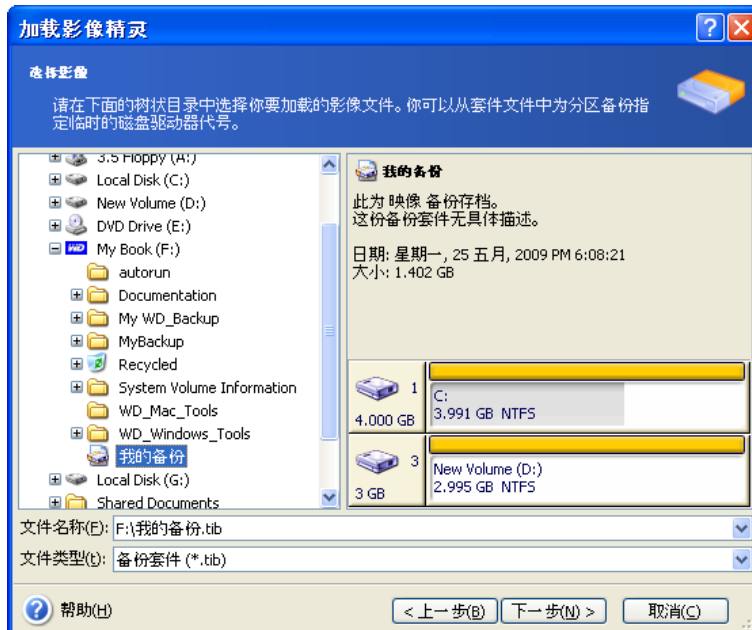 加载影像精灵
选择影像
请在下面的树状目录中选择你要加载的影像文件。你可以从套件文件中为分区备份指
定临时的磁盘驱动器代号。
3.5 Floppy (A:)
Local Disk (C:)
New Volume (D:)
DVD Drive (E:)
WD My Book (F:)
autorun
Documentation
My WD_Backup
MyBackup
Recycled
System Volume Information
WD_Mac_Tools
WD_Windows_Tools
我的备份
Local Disk (G:)
Shared Documents
我的备份
此为 映像 备份存档。
这份备份套件无具体描述。
日期: 星期一, 25 五月, 2009 PM 6:08:21
大小: 1.402 GB
1
4.000 GB
C:
3.991 GB NTFS
3
3 GB
New Volume (D:)
2.995 GB NTFS
文件名称(F): F:\我的备份.tib
文件类型(t): 备份套件 (*.tib)
帮助(H)
< 上一步(B)
下一步(N) >
取消(C)